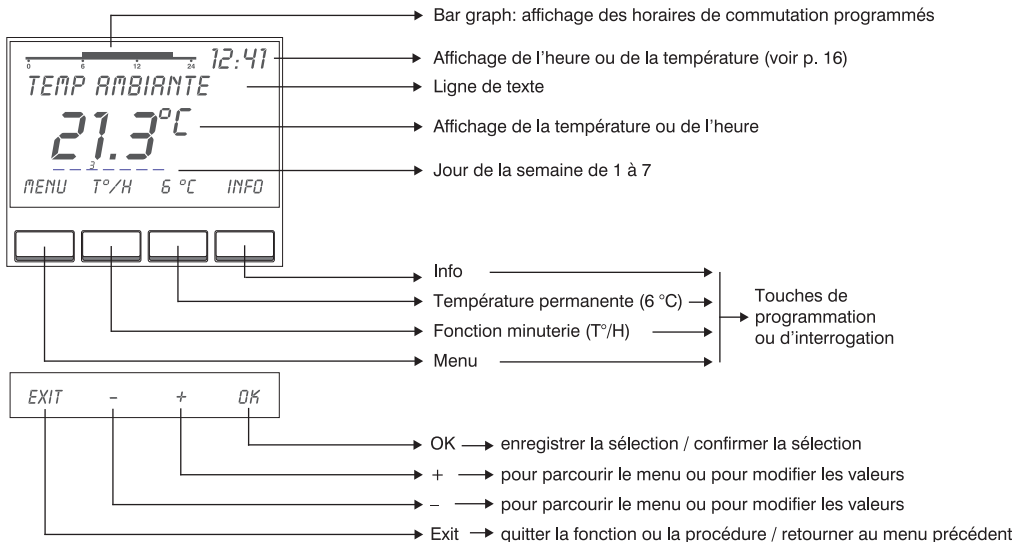 Bar graph: affichage des horaires de commutation programmés
0 6 12 24 12:41
Affichage de l'heure ou de la température (voir p. 16)
TEMP AMBIANTE
Ligne de texte
21.3°C
Affichage de la température ou de l'heure
3
Jour de la semaine de 1 à 7
MENU T°/H 6 °C INFO
Info
Température permanente (6 °C)
Fonction minuterie (T°/H)
Menu
Touches de
programmation
ou d'interrogation
EXIT – + OK
OK enregistrer la sélection / confirmer la sélection
+ pour parcourir le menu ou pour modifier les valeurs
– pour parcourir le menu ou pour modifier les valeurs
Exit quitter la fonction ou la procédure / retourner au menu précédent